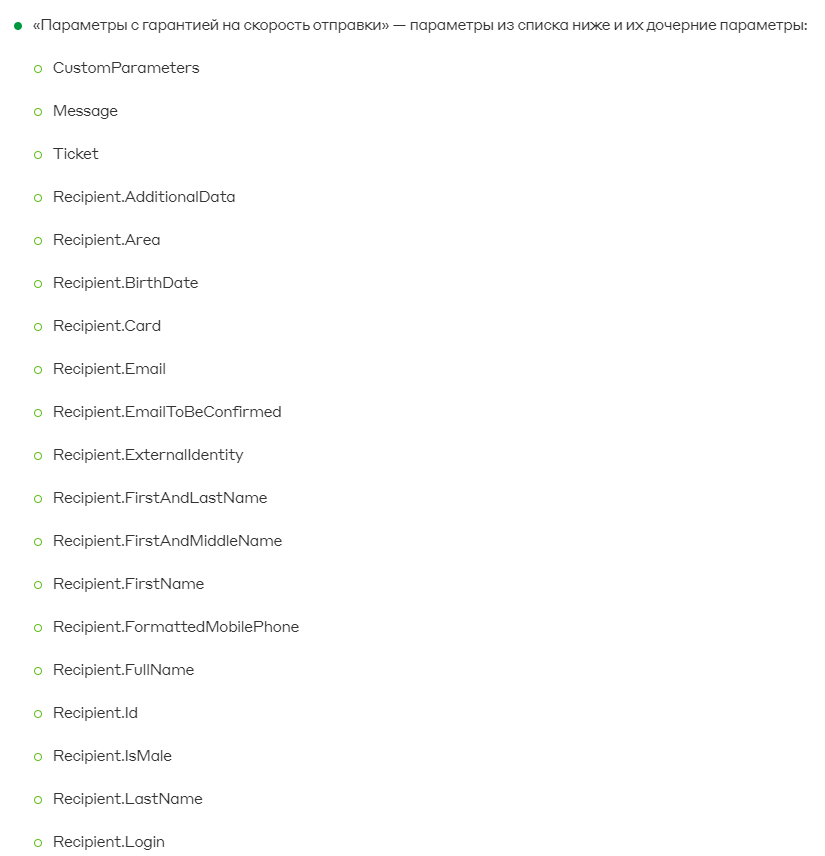 «Параметры с гарантией на скорость отправки» — параметры из списка ниже и их дочерние параметры:
CustomParameters
Message
Ticket
Recipient.AdditionalData
Recipient.Area
Recipient.BirthDate
Recipient.Card
Recipient.Email
Recipient.EmailToBeConfirmed
Recipient.ExternalIdentity
Recipient.FirstAndLastName
Recipient.FirstAndMiddleName
Recipient.FirstName
Recipient.FormattedMobilePhone
Recipient.FullName
Recipient.Id
Recipient.IsMale
Recipient.LastName
Recipient.Login